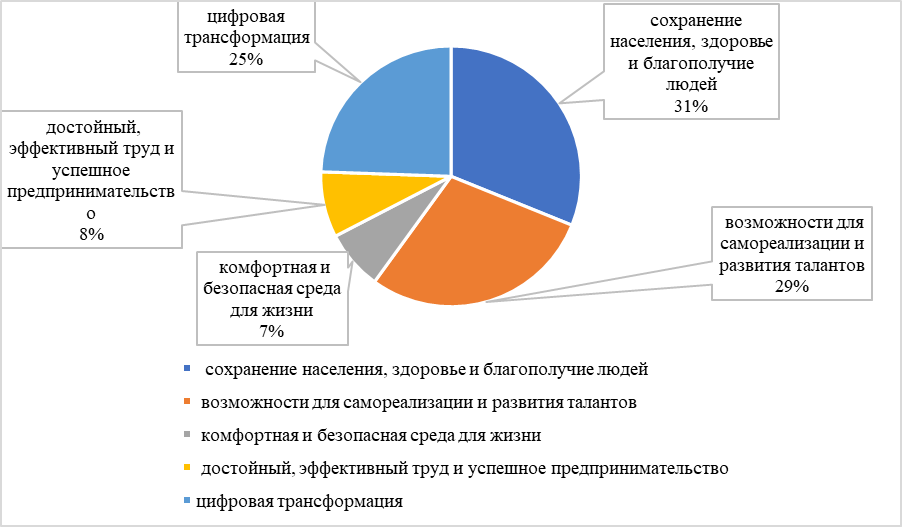 цифровая
трансформация
25%
сохранение
населения, здоровье
и благополучие
людей
31%
достойный,
эффективный труд и
успешное
предпринимательств
о
8%
возможности для
самореализации и
развития талантов
29%
комфортная и
безопасная среда
для жизни
7%
сохранение населения, здоровье и благополучие людей
возможности для самореализации и развития талантов
комфортная и безопасная среда для жизни
достойный, эффективный труд и успешное предпринимательство
цифровая трансформация